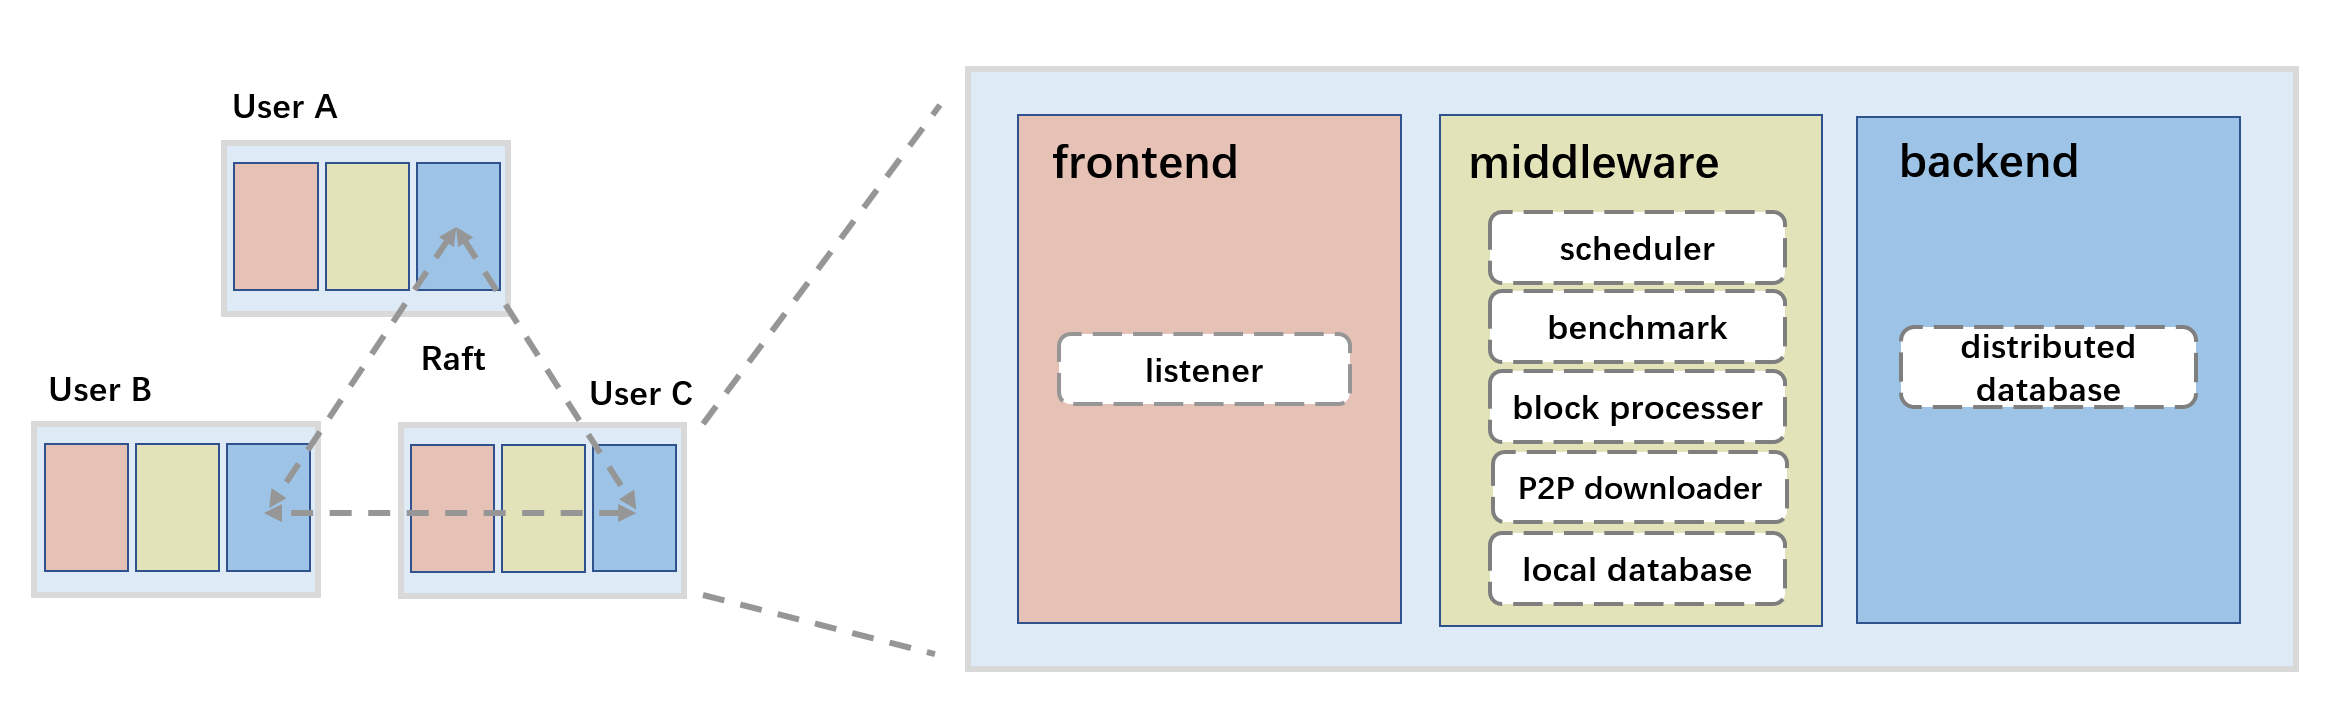 User A
Raft
User B
User C
frontend
listener
middleware
scheduler
benchmark
block processer
P2P downloader
local database
backend
distributed
database